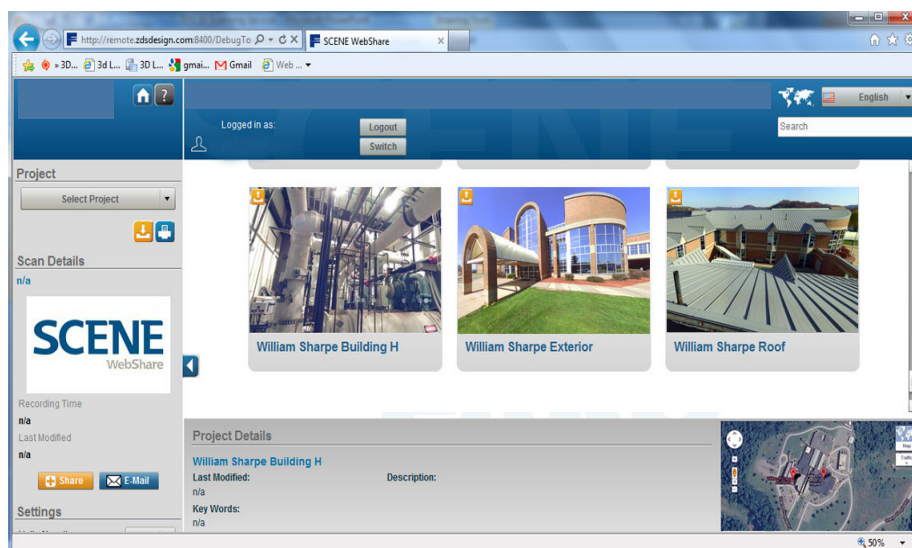 http://remote.zdsdesign.com:8400/DebugTo
SCENE WebShare
» 3D...
3d L...
3D L...
gmai...
Gmail
Web ...
?
Logged in as:
Logout
Switch
English
Search
Project
Select Project
Scan Details
n/a
SCENE
WebShare
Recording Time
n/a
Last Modified
n/a
Share
E-Mail
Settings
William Sharpe Building H
William Sharpe Exterior
William Sharpe Roof
Project Details
William Sharpe Building H
Last Modified:
Description:
n/a
Key Words:
n/a
Map
50%